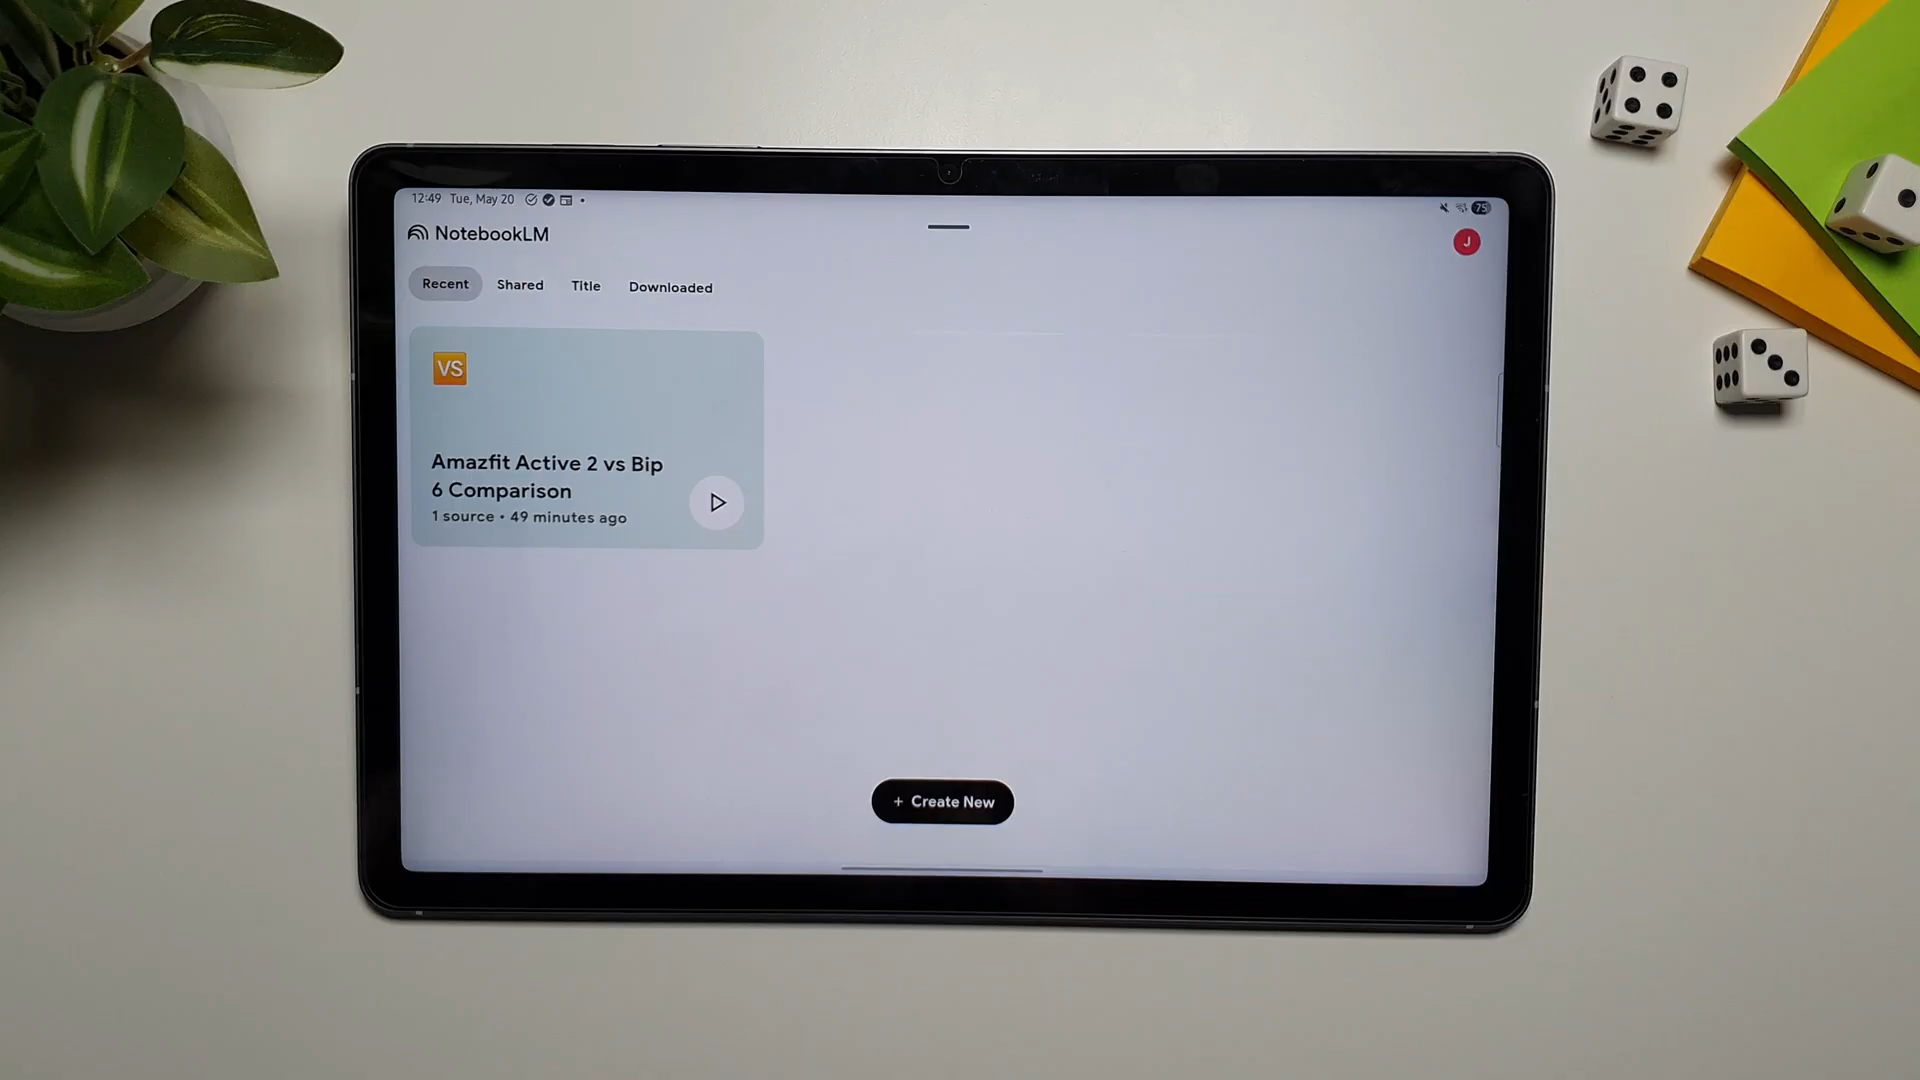 12:49 Tue, May 20
75
NotebookLM
J
Recent Shared Title Downloaded
VS
Amazfit Active 2 vs Bip
6 Comparison
1 source • 49 minutes ago
+ Create New